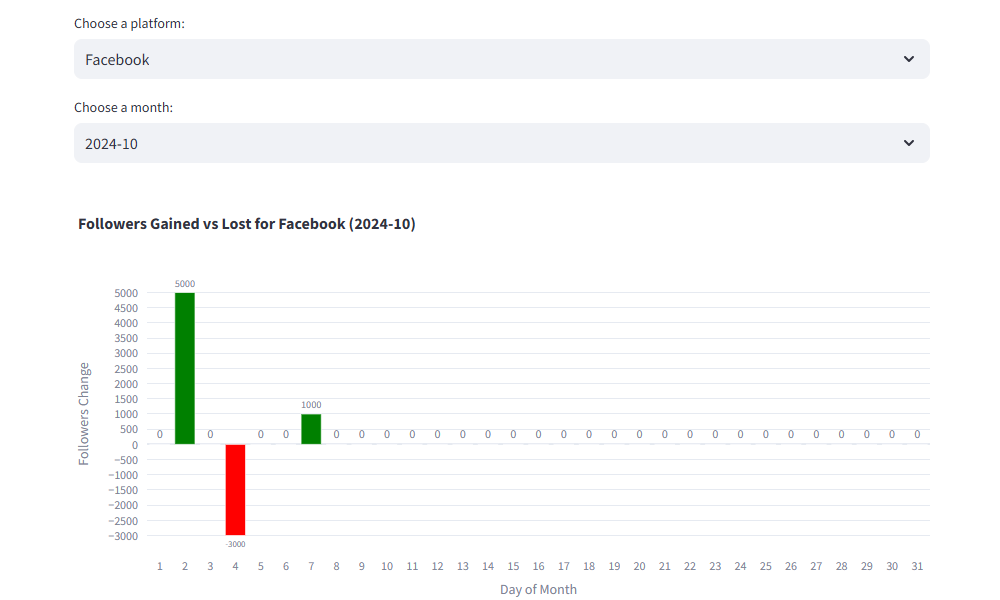 Choose a platform:
Facebook
Choose a month:
2024-10
Followers Gained vs Lost for Facebook (2024-10)
5000
5000
4500
4000
3500
3000
2500
2000
1500
1000
1000
500
0 0 0 0 0 0 0 0 0 0 0 0 0 0 0 0 0 0 0 0 0 0 0 0 0 0 0 0
0
−500
−1000
−1500
−2000
−2500
−3000
-3000
Followers Change
1 2 3 4 5 6 7 8 9 10 11 12 13 14 15 16 17 18 19 20 21 22 23 24 25 26 27 28 29 30 31
Day of Month